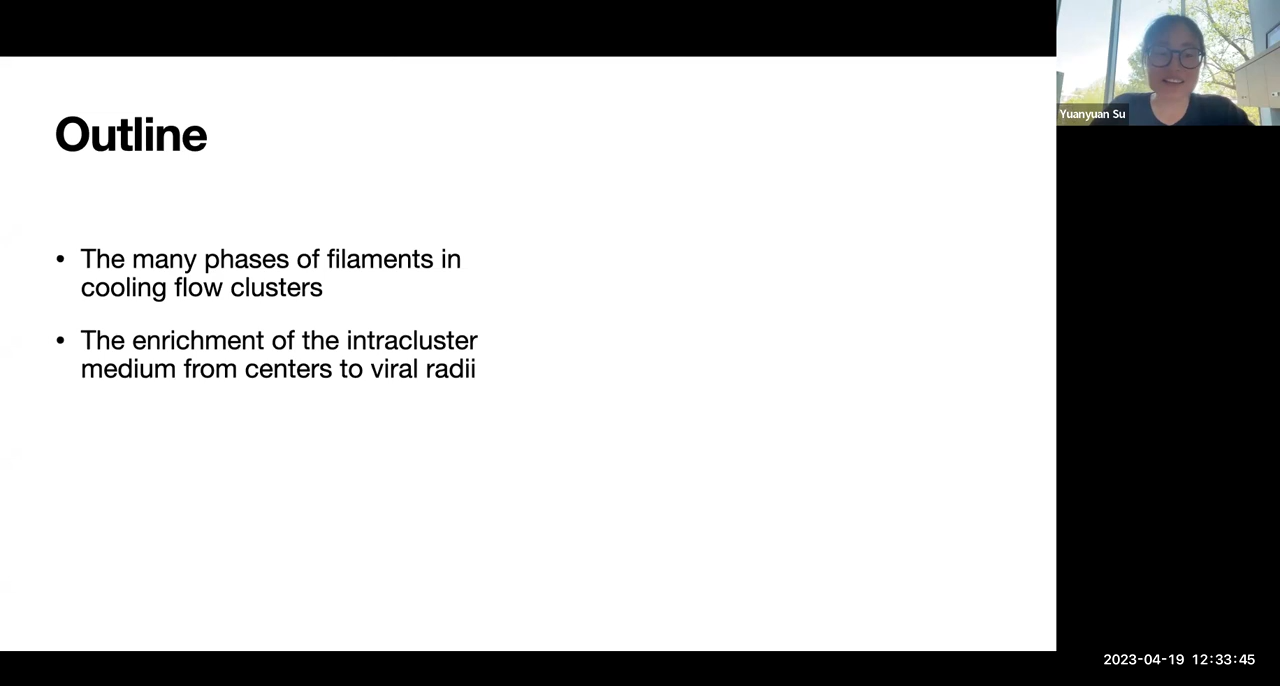 Outline
• The many phases of filaments in
cooling flow clusters
• The enrichment of the intracluster
medium from centers to viral radii
Yuanyuan Su
2023-04-19 12:33:45